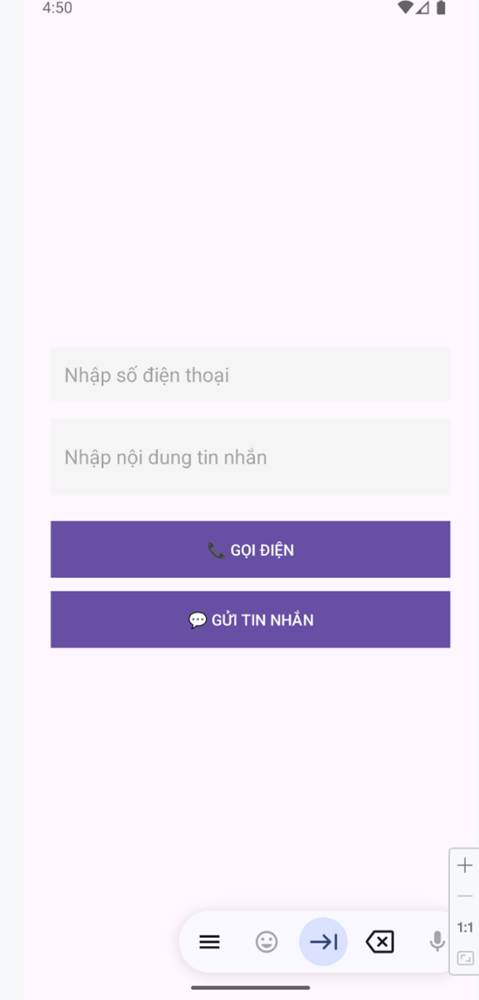 4:50
Nhập số điện thoại
Nhập nội dung tin nhắn
📞 GỌI ĐIỆN
💬 GỬI TIN NHẮN
1:1